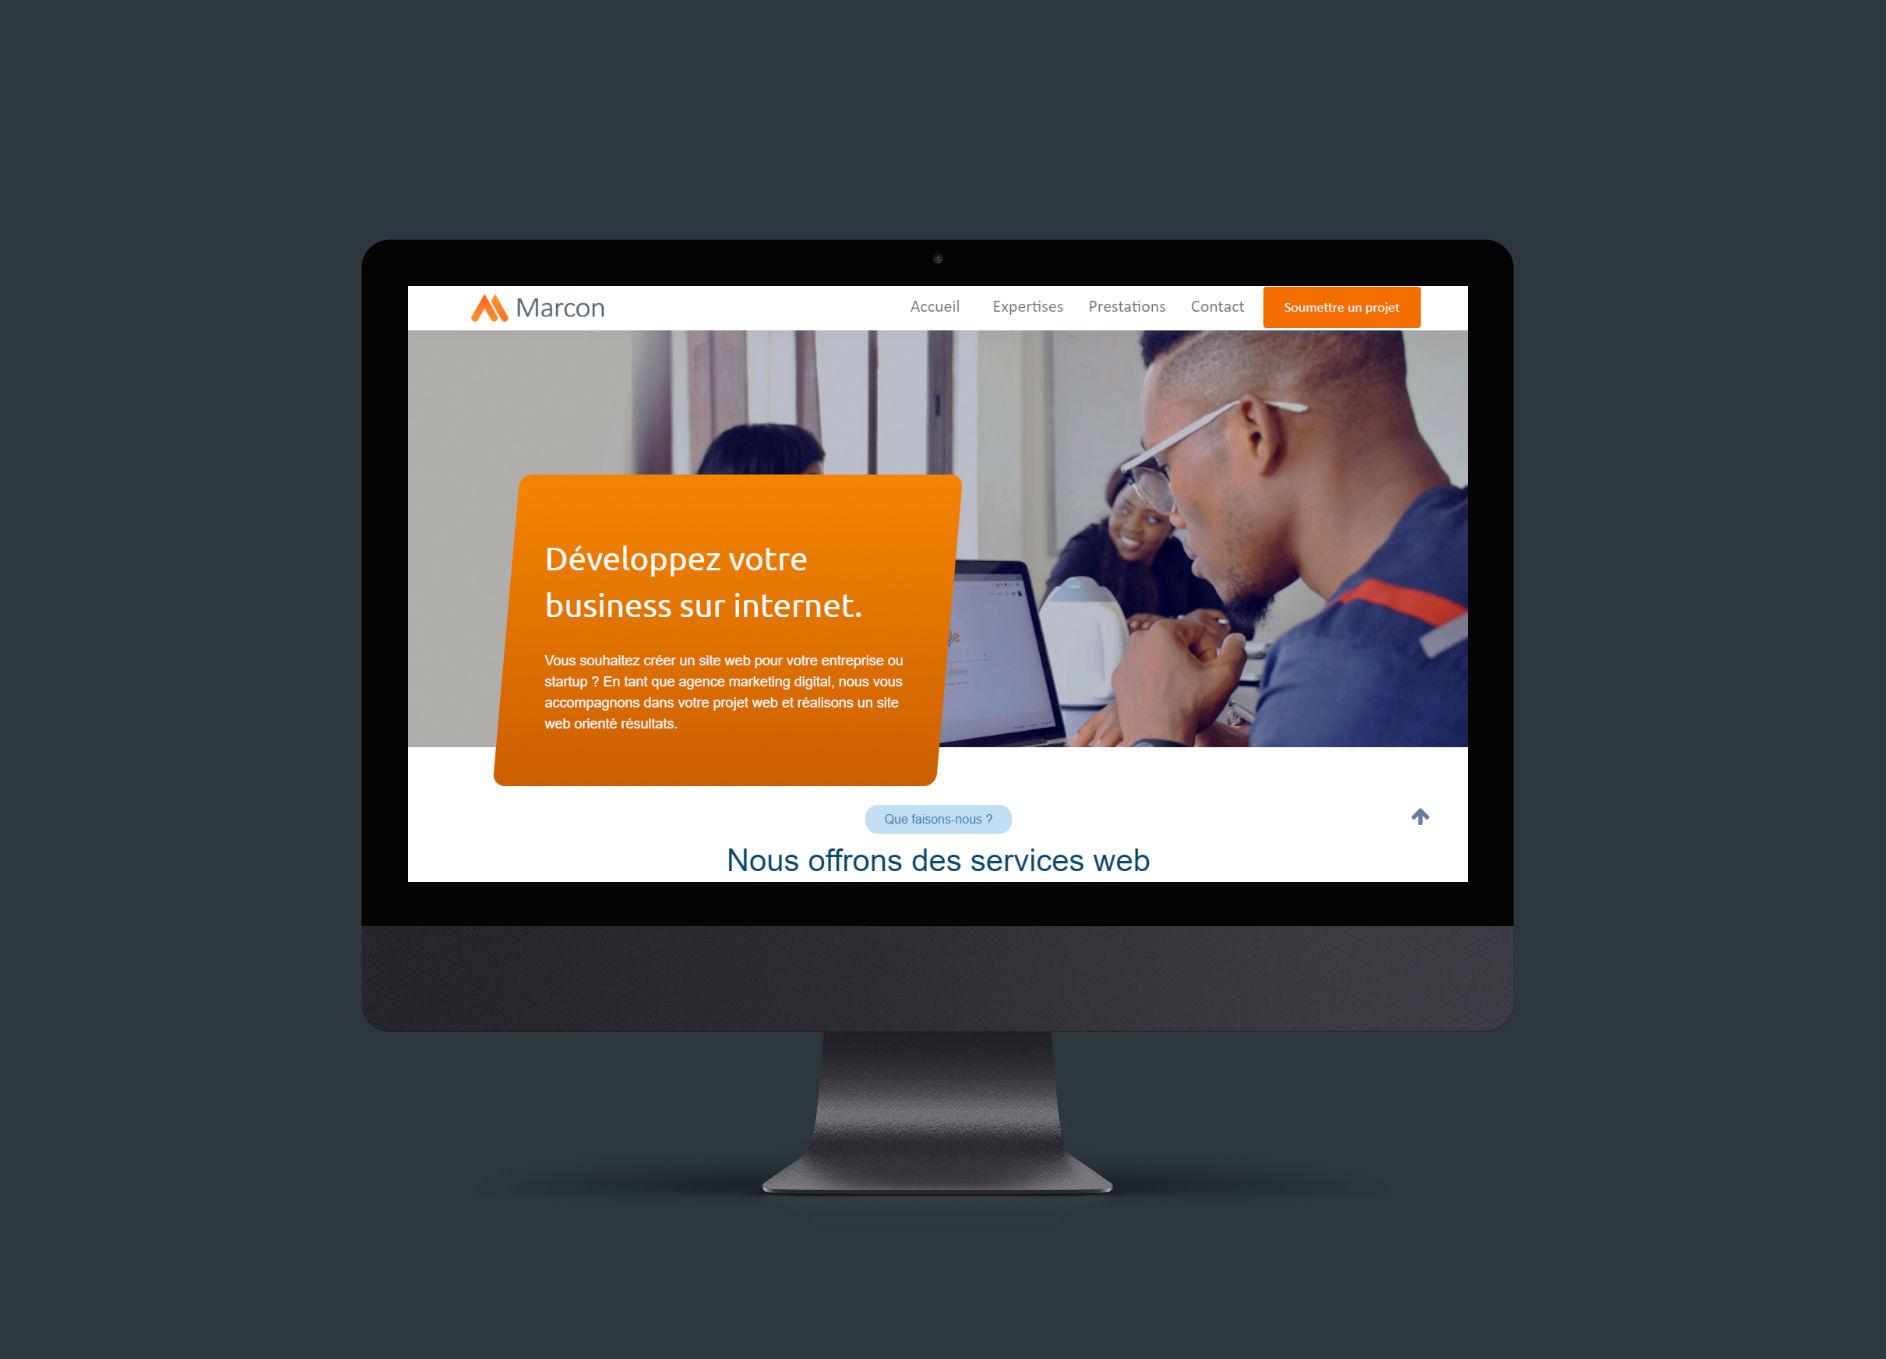 Marcon
Accueil Expertises Prestations Contact Soumettre un projet
Développez votre
business sur internet.
Vous souhaitez créer un site web pour votre entreprise ou
startup ? En tant que agence marketing digital, nous vous
accompagnons dans votre projet web et réalisons un site
web orienté résultats.
Que faisons-nous ?
Nous offrons des services web